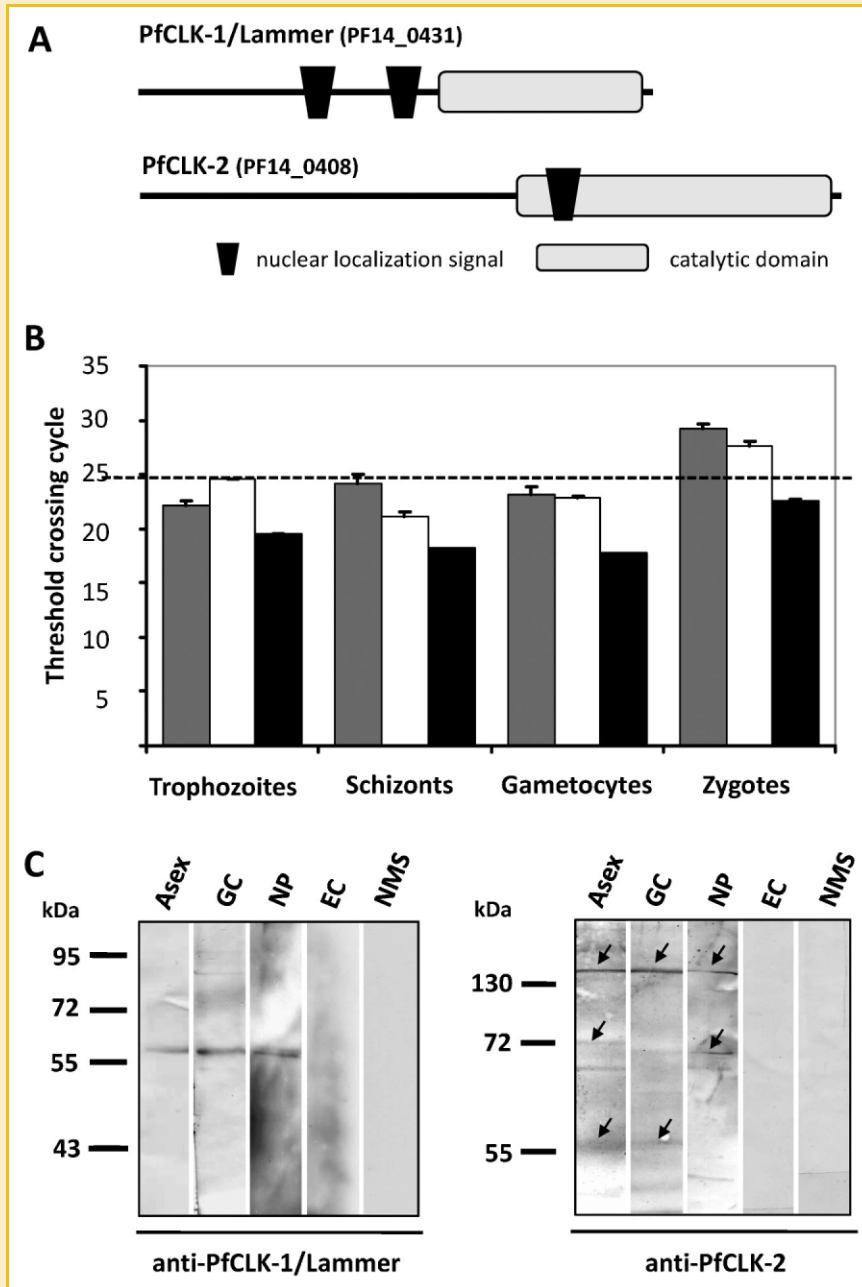 A
PfCLK-1/Lammer (PF14_0431)
PfCLK-2 (PF14_0408)
nuclear localization signal
catalytic domain
B
Threshold crossing cycle
35
30
25
20
15
10
5
Trophozoites
Schizonts
Gametocytes
Zygotes
C
Asex GC NP EC NMS
kDa
95
72
55
43
anti-PfCLK-1/Lammer
Asex GC NP EC NMS
kDa
130
72
55
anti-PfCLK-2